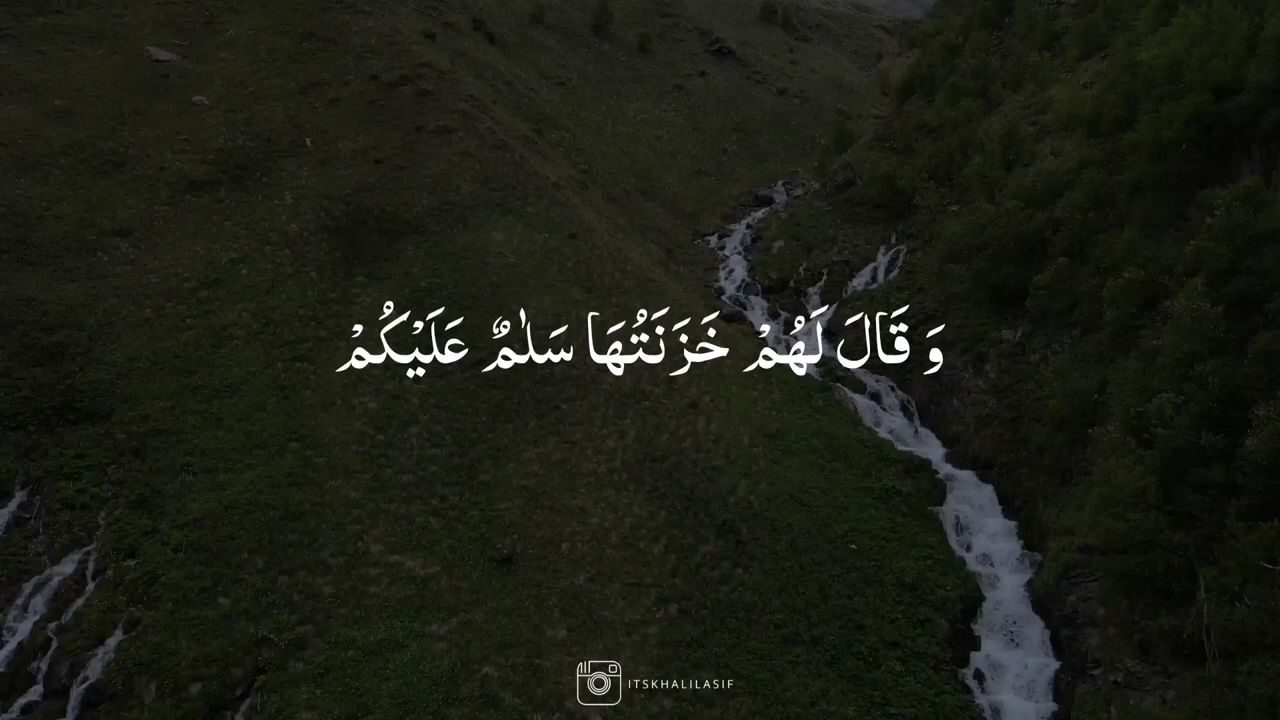 وَ قَالَ لَهُمْ خَزَنَتُهَا سَلٰمٌ عَلَيْكُمْ
ITSKHALILASIF